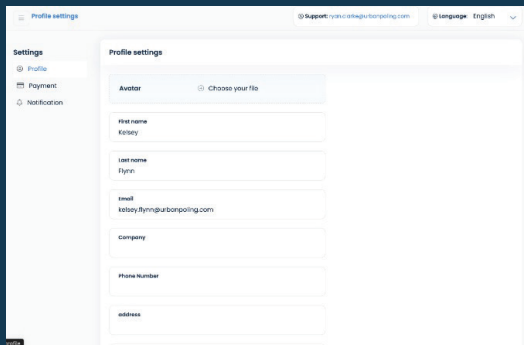 Profile settings
Support: ryan.clarke@urbanpoling.com
Language: English
Settings
Profile
Payment
Notification
Profile settings
Avatar
Choose your file
First name
Kelsey
Last name
Flynn
Email
kelsey.flynn@urbanpoling.com
Company
Phone Number
address